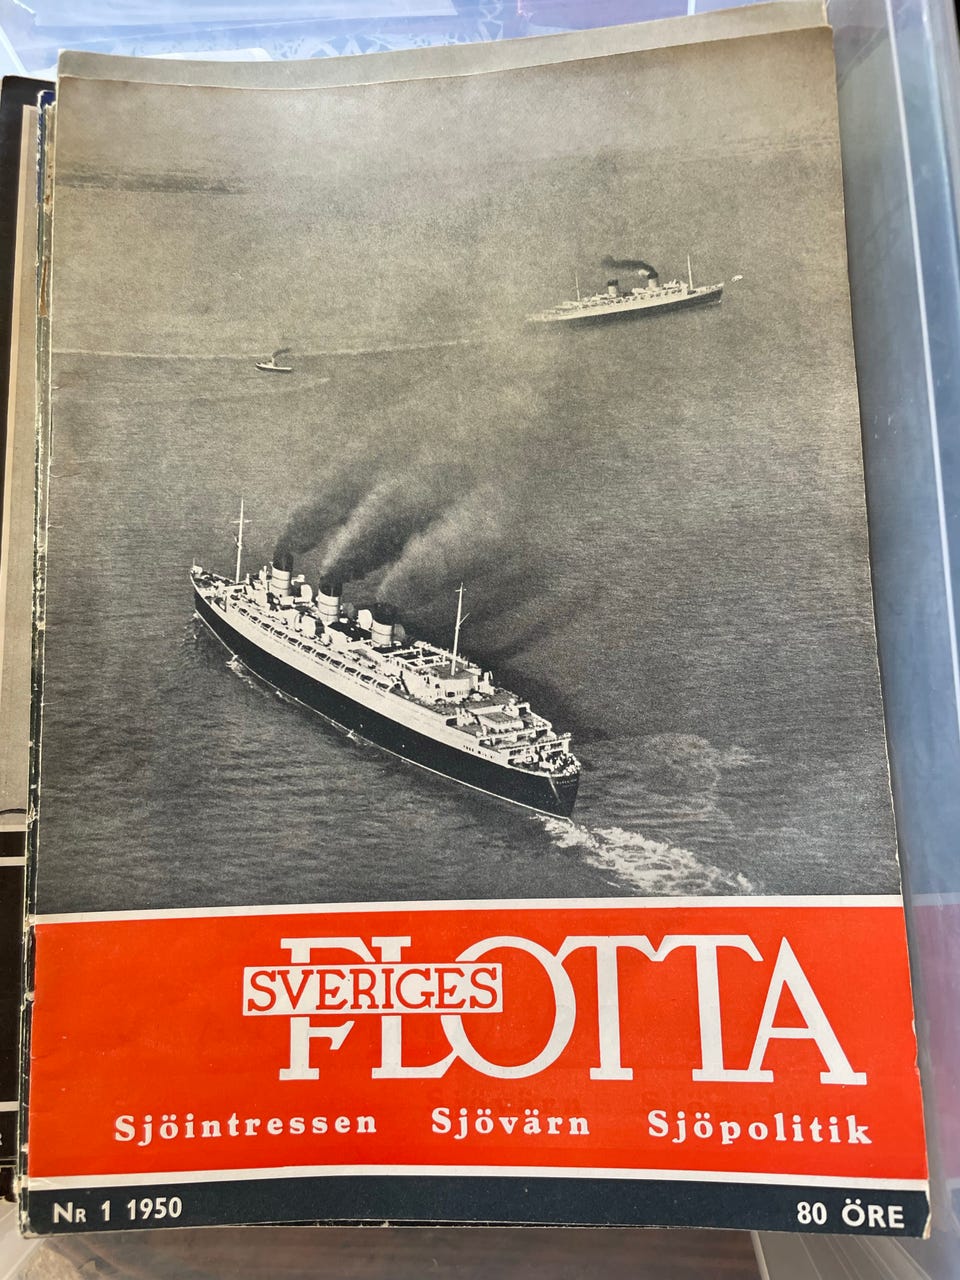 SVERIGES
FLOTTA
Sjöintressen Sjövärn Sjöpolitik
NR 1 1950 80 ÖRE